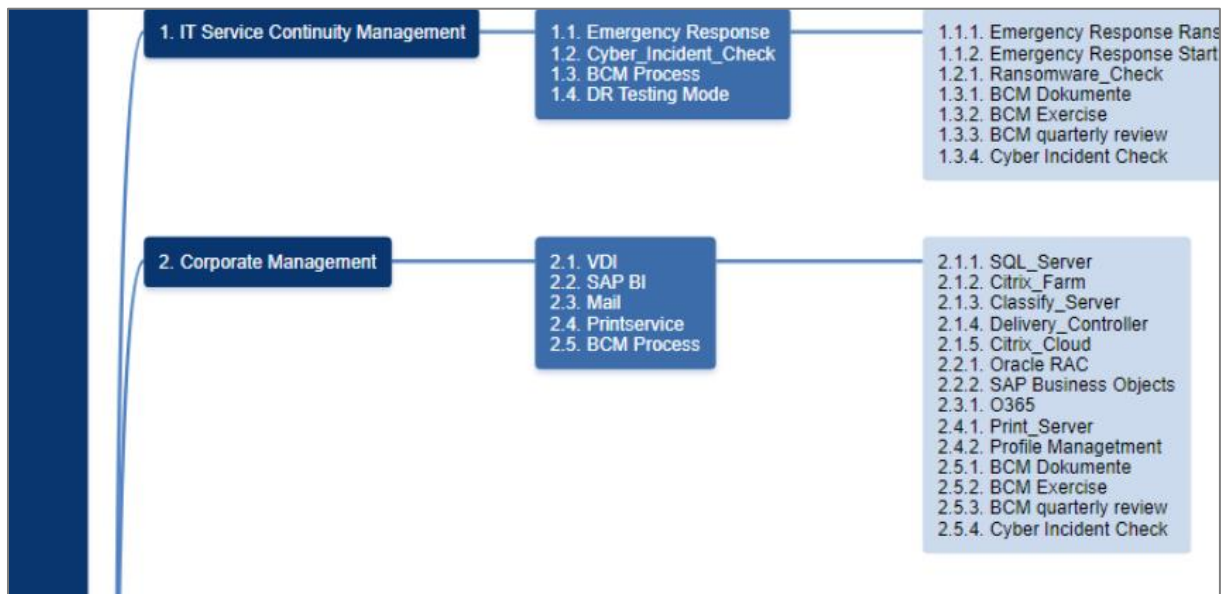 1. IT Service Continuity Management
1.1. Emergency Response
1.2. Cyber_Incident_Check
1.3. BCM Process
1.4. DR Testing Mode
1.1.1. Emergency Response
1.1.2. Emergency Response Start
1.2.1. Ransomware_Check
1.3.1. BCM Dokumente
1.3.2. BCM Exercise
1.3.3. BCM quarterly review
1.3.4. Cyber Incident Check
2. Corporate Management
2.1. VDI
2.2. SAP BI
2.3. Mail
2.4. Printservice
2.5. BCM Process
2.1.1. SQL_Server
2.1.2. Citrix_Farm
2.1.3. Classify_Server
2.1.4. Delivery_Controller
2.1.5. Citrix_Cloud
2.2.1. Oracle RAC
2.2.2. SAP Business Objects
2.3.1. O365
2.4.1. Print_Server
2.4.2. Profile Managetment
2.5.1. BCM Dokumente
2.5.2. BCM Exercise
2.5.3. BCM quarterly review
2.5.4. Cyber Incident Check